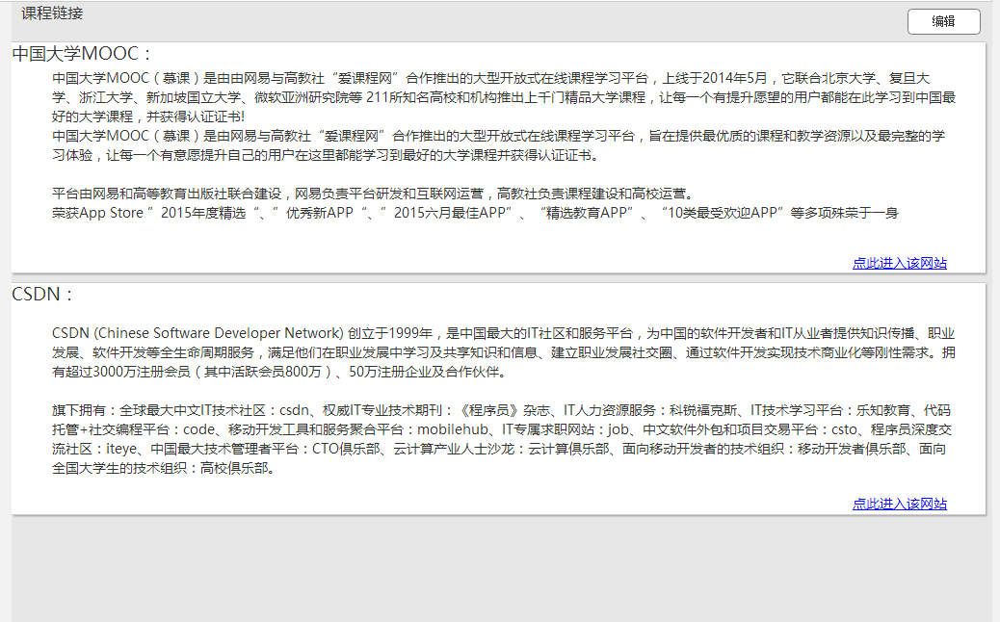 课程链接
编辑
中国大学MOOC：
中国大学MOOC（慕课）是由由网易与高教社“爱课程网”合作推出的大型开放式在线课程学习平台，上线于2014年5月，它联合北京大学、复旦大
学、浙江大学、新加坡国立大学、微软亚洲研究院等 211所知名高校和机构推出上千门精品大学课程，让每一个有提升愿望的用户都能在此学习到中国最
好的大学课程，并获得认证证书!
中国大学MOOC（慕课）是由网易与高教社“爱课程网”合作推出的大型开放式在线课程学习平台，旨在提供最优质的课程和教学资源以及最完整的学
习体验，让每一个有意愿提升自己的用户在这里都能学习到最好的大学课程并获得认证证书。
平台由网易和高等教育出版社联合建设，网易负责平台研发和互联网运营，高教社负责课程建设和高校运营。
荣获App Store ”2015年度精选“、”优秀新APP“、”2015六月最佳APP”、“精选教育APP”、“10类最受欢迎APP”等多项殊荣于一身
点此进入该网站
CSDN：
CSDN (Chinese Software Developer Network) 创立于1999年，是中国最大的IT社区和服务平台，为中国的软件开发者和IT从业者提供知识传播、职业
发展、软件开发等全生命周期服务，满足他们在职业发展中学习及共享知识和信息、建立职业发展社交圈、通过软件开发实现技术商业化等刚性需求。拥
有超过3000万注册会员（其中活跃会员800万）、50万注册企业及合作伙伴。
旗下拥有：全球最大中文IT技术社区：csdn、权威IT专业技术期刊：《程序员》杂志、IT人力资源服务：科锐福克斯、IT技术学习平台：乐知教育、代码
托管+社交编程平台：code、移动开发工具和服务聚合平台：mobilehub、IT专属求职网站：job、中文软件外包和项目交易平台：csto、程序员深度交
流社区：iteye、中国最大技术管理者平台：CTO俱乐部、云计算产业人士沙龙：云计算俱乐部、面向移动开发者的技术组织：移动开发者俱乐部、面向
全国大学生的技术组织：高校俱乐部。
点此进入该网站